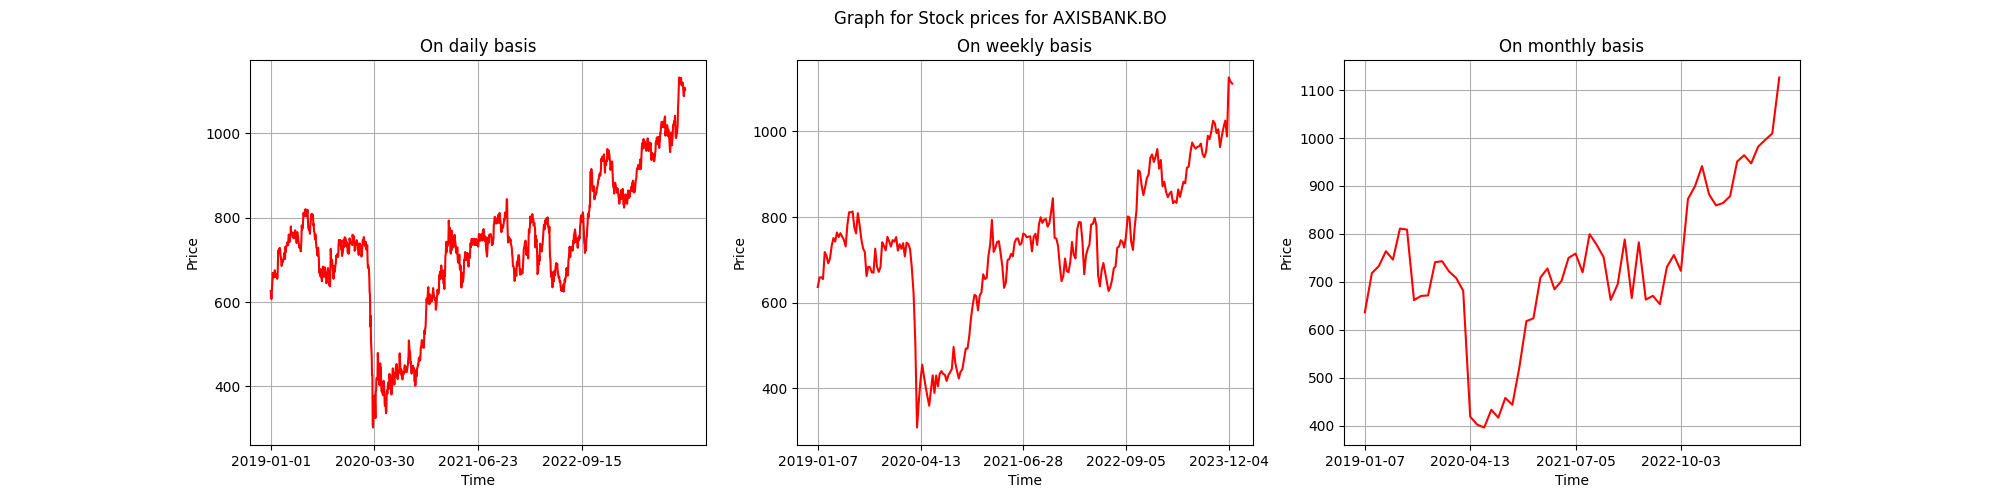 Graph for Stock prices for AXISBANK.BO
On daily basis
Price
1000
800
600
400
2019-01-01 2020-03-30 2021-06-23 2022-09-15
Time
On weekly basis
Price
1000
800
600
400
2019-01-07 2020-04-13 2021-06-28 2022-09-05 2023-12-04
Time
On monthly basis
Price
1100
1000
900
800
700
600
500
400
2019-01-07 2020-04-13 2021-07-05 2022-10-03
Time